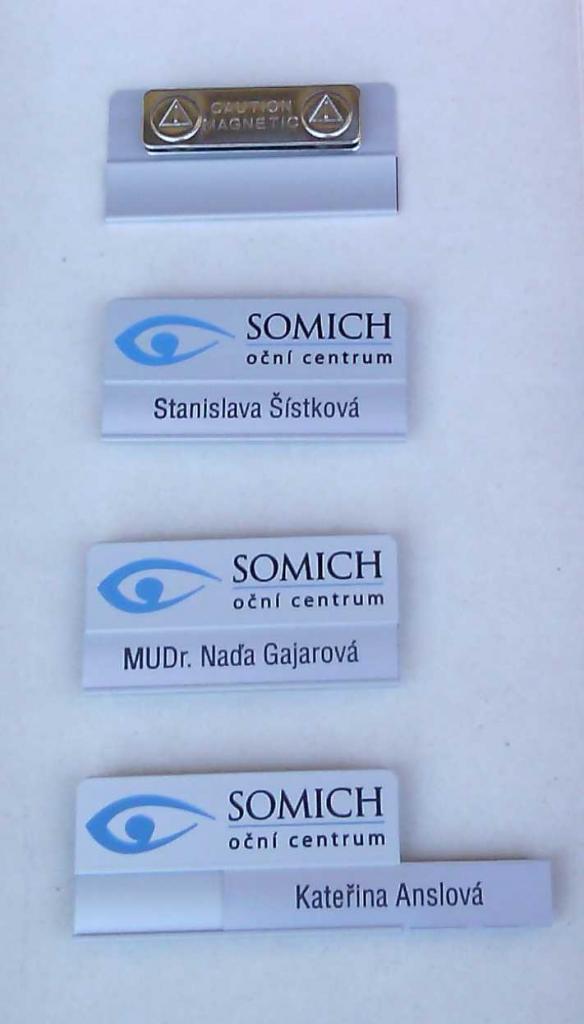 CAUTION
MAGNETIC
SOMICH
oční centrum
Stanislava Šístková
SOMICH
oční centrum
MUDr. Naďa Gajarová
SOMICH
oční centrum
Kateřina Anslová